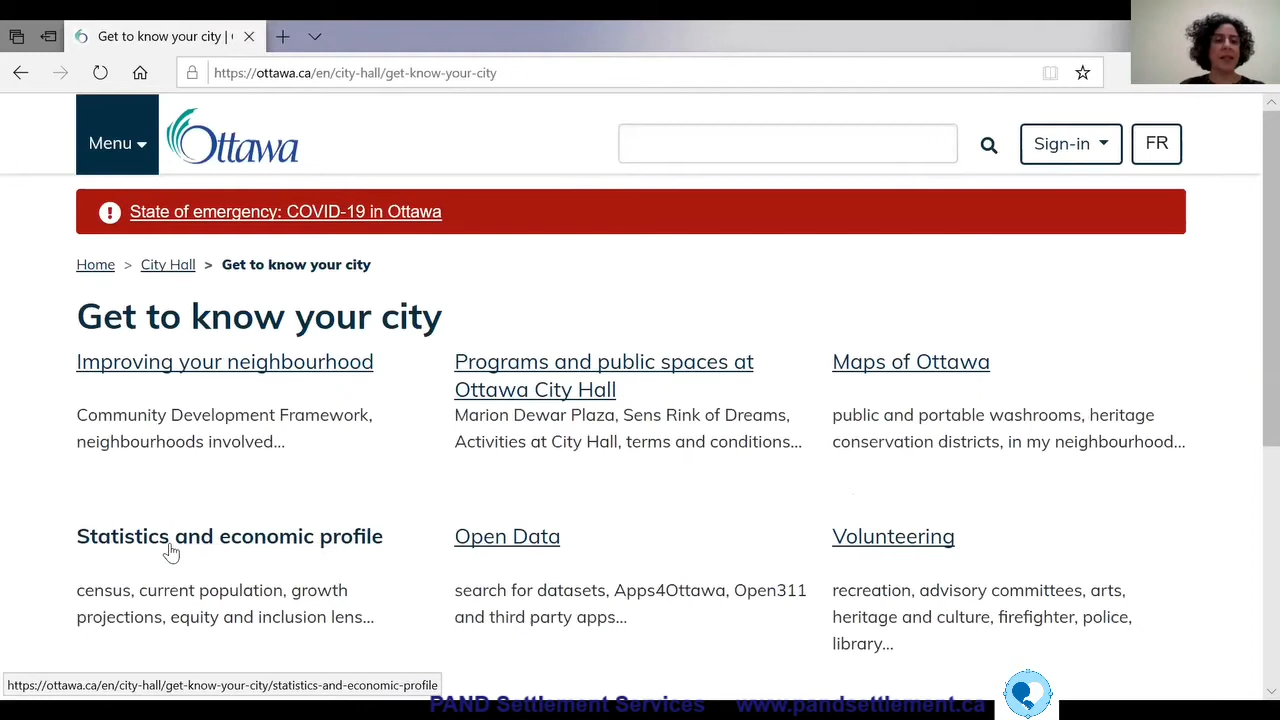 Get to know your city | 
https://ottawa.ca/en/city-hall/get-know-your-city
Menu
Ottawa
Sign-in
FR
State of emergency: COVID-19 in Ottawa
Home > City Hall > Get to know your city
Get to know your city
Improving your neighbourhood
Community Development Framework,
neighbourhoods involved...
Programs and public spaces at
Ottawa City Hall
Marion Dewar Plaza, Sens Rink of Dreams,
Activities at City Hall, terms and conditions...
Maps of Ottawa
public and portable washrooms, heritage
conservation districts, in my neighbourhood...
Statistics and economic profile
census, current population, growth
projections, equity and inclusion lens...
Open Data
search for datasets, Apps4Ottawa, Open311
and third party apps...
Volunteering
recreation, advisory committees, arts,
heritage and culture, firefighter, police,
library...
https://ottawa.ca/en/city-hall/get-know-your-city/statistics-and-economic-profile
PAND Settlement Services www.pandsettlement.ca